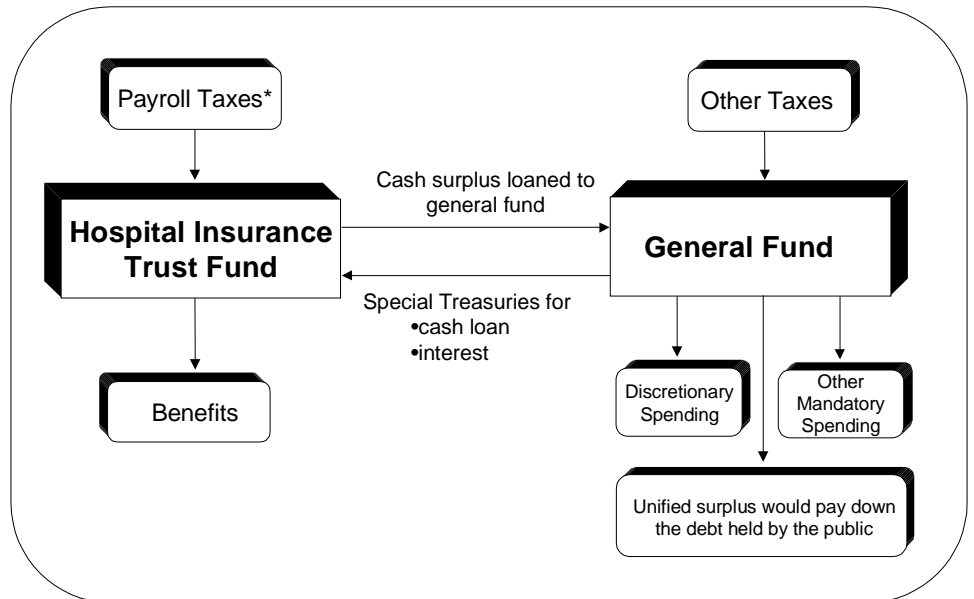 Payroll Taxes*
Other Taxes
Cash surplus loaned to
general fund
Hospital Insurance
Trust Fund
General Fund
Special Treasuries for
•cash loan
•interest
Benefits
Discretionary
Spending
Other
Mandatory
Spending
Unified surplus would pay down
the debt held by the public